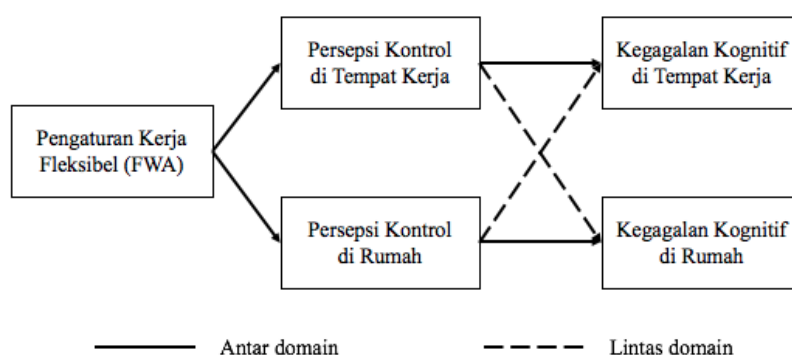 Persepsi Kontrol
di Tempat Kerja
Kegagalan Kognitif
di Tempat Kerja
Pengaturan Kerja
Fleksibel (FWA)
Persepsi Kontrol
di Rumah
Kegagalan Kognitif
di Rumah
Antar domain
Lintas domain